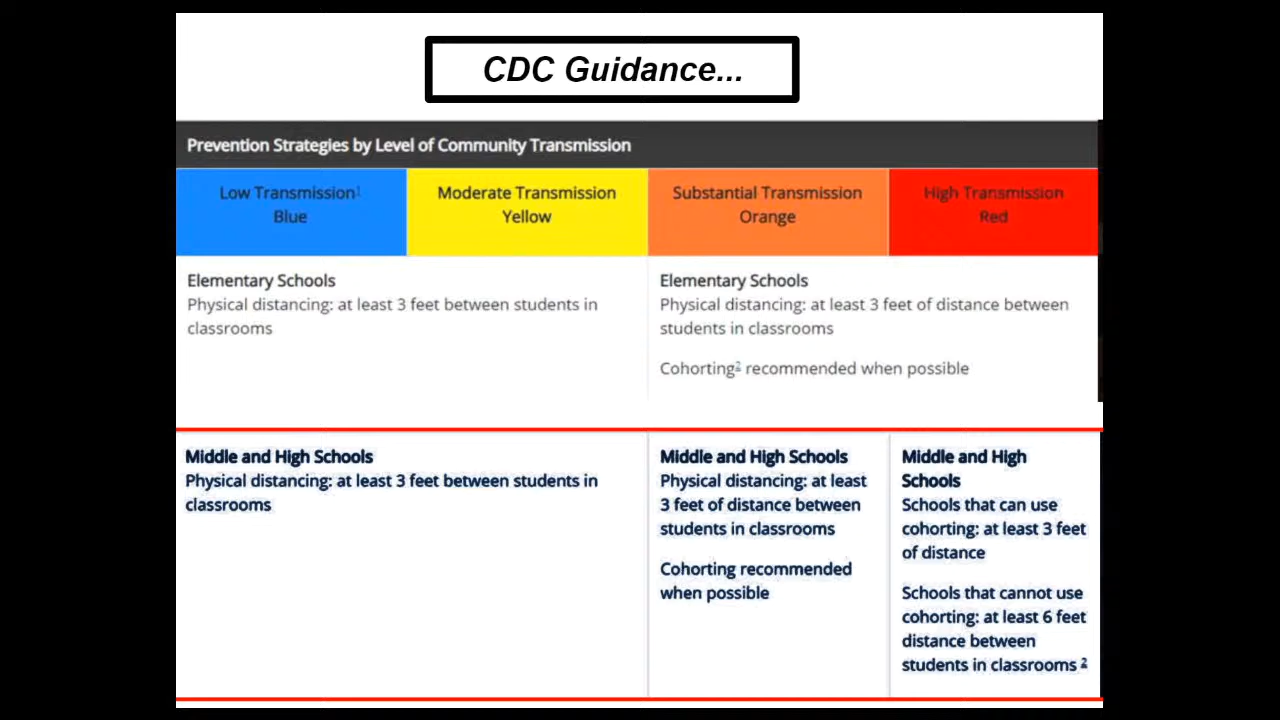 CDC Guidance...
Prevention Strategies by Level of Community Transmission
Low Transmission1
Blue
Moderate Transmission
Yellow
Substantial Transmission
Orange
High Transmission
Red
Elementary Schools
Physical distancing: at least 3 feet between students in
classrooms
Elementary Schools
Physical distancing: at least 3 feet of distance between
students in classrooms
Cohorting2 recommended when possible
Middle and High Schools
Physical distancing: at least 3 feet between students in
classrooms
Middle and High Schools
Physical distancing: at least
3 feet of distance between
students in classrooms
Cohorting recommended
when possible
Middle and High
Schools
Schools that can use
cohorting: at least 3 feet
of distance
Schools that cannot use
cohorting: at least 6 feet
distance between
students in classrooms 2